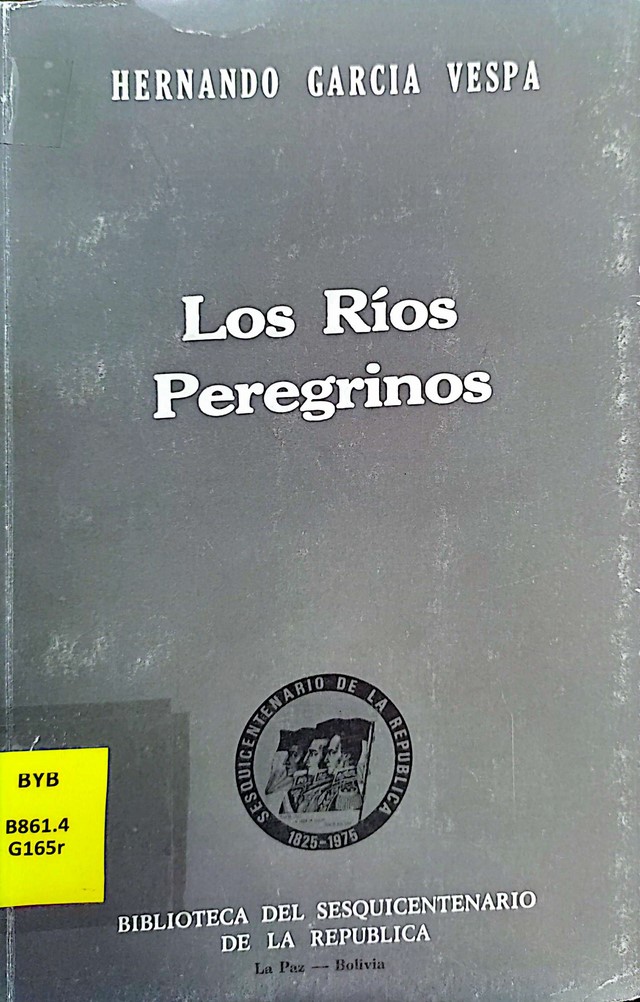 HERNANDO GARCIA VESPA
Los Ríos
Peregrinos
SESQUICENTENARIO DE LA REPUBLICA
1825-1975
BYB
B861.4
G165r
BIBLIOTECA DEL SESQUICENTENARIO
DE LA REPUBLICA
La Paz — Bolivia